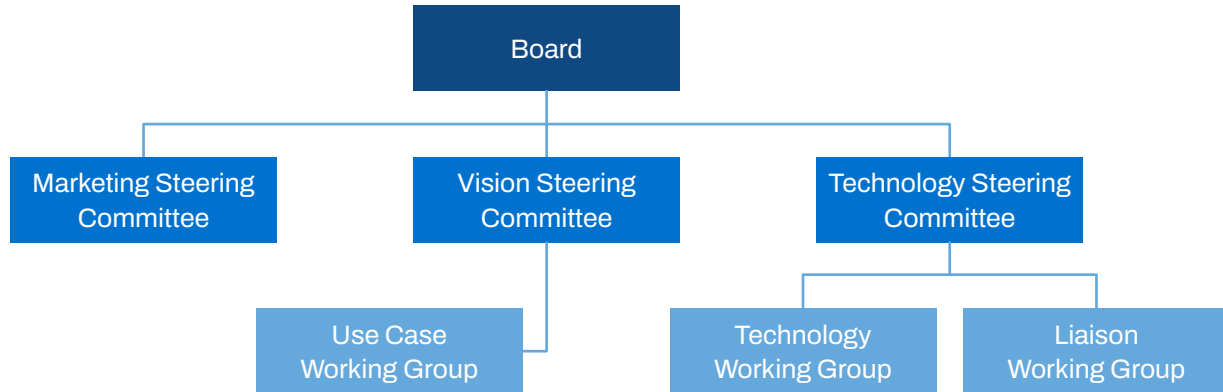 Board
Marketing Steering
Committee
Vision Steering
Committee
Technology Steering
Committee
Use Case
Working Group
Technology
Working Group
Liaison
Working Group